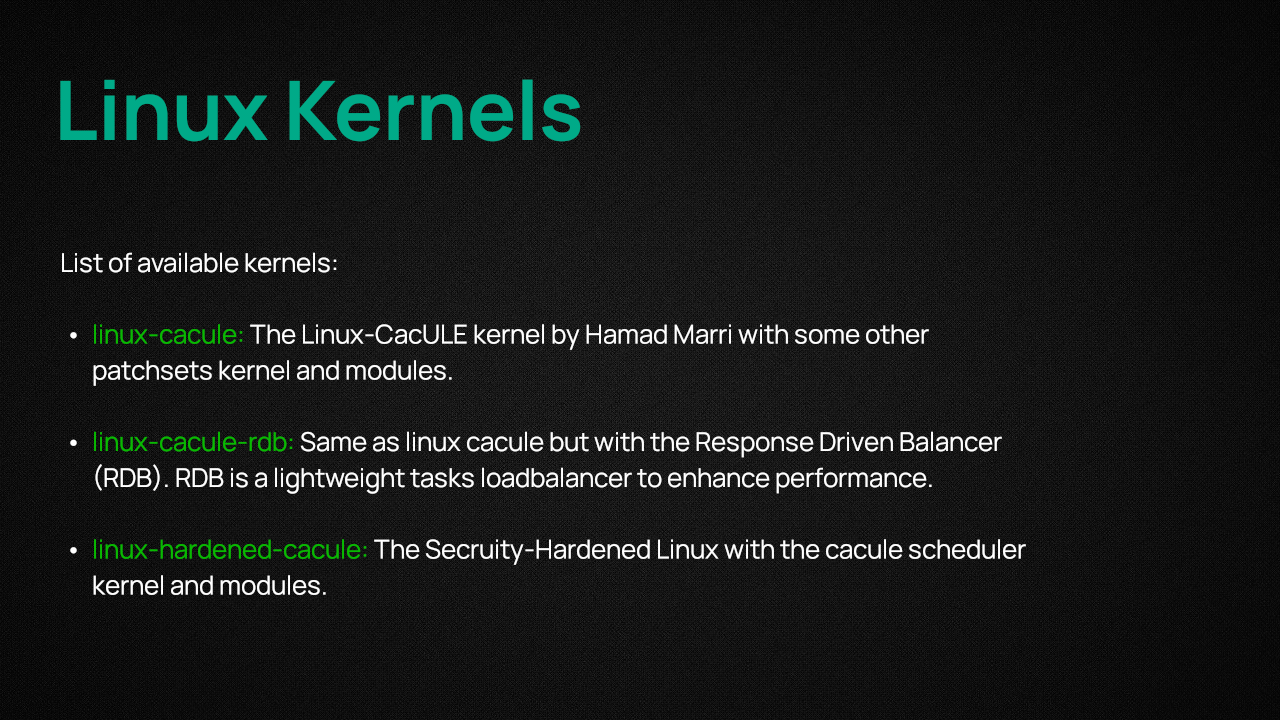 Linux Kernels
List of available kernels:
• linux-cacule: The Linux-CacULE kernel by Hamad Marri with some other
patchsets kernel and modules.
• linux-cacule-rdb: Same as linux cacule but with the Response Driven Balancer
(RDB). RDB is a lightweight tasks loadbalancer to enhance performance.
• linux-hardened-cacule: The Secruity-Hardened Linux with the cacule scheduler
kernel and modules.